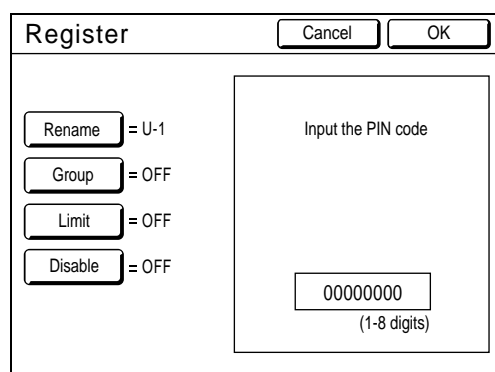 Register Cancel OK
Rename = U-1
Group = OFF
Limit = OFF
Disable = OFF
Input the PIN code
00000000
(1-8 digits)